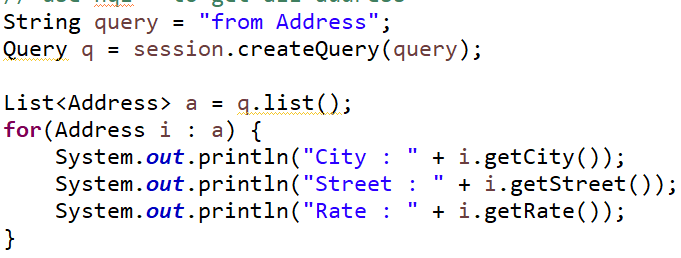 String query = "from Address";
Query q = session.createQuery(query);
List<Address> a = q.list();
for(Address i : a) {
System.out.println("City : " + i.getCity());
System.out.println("Street : " + i.getStreet());
System.out.println("Rate : " + i.getRate());
}